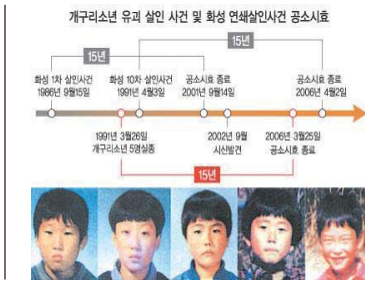 개구리소년 유괴 살인 사건 및 화성 연쇄살인사건 공소시효
15년
15년
화성 1차 살인사건
1986년 9월15일
화성 10차 살인사건
1991년 4월3일
공소시효 종료
2001년 9월14일
공소시효 종료
2006년 4월2일
1991년 3월26일
개구리소년 5명실종
2002년 9월
시신발견
2006년 3월25일
공소시효 종료
15년